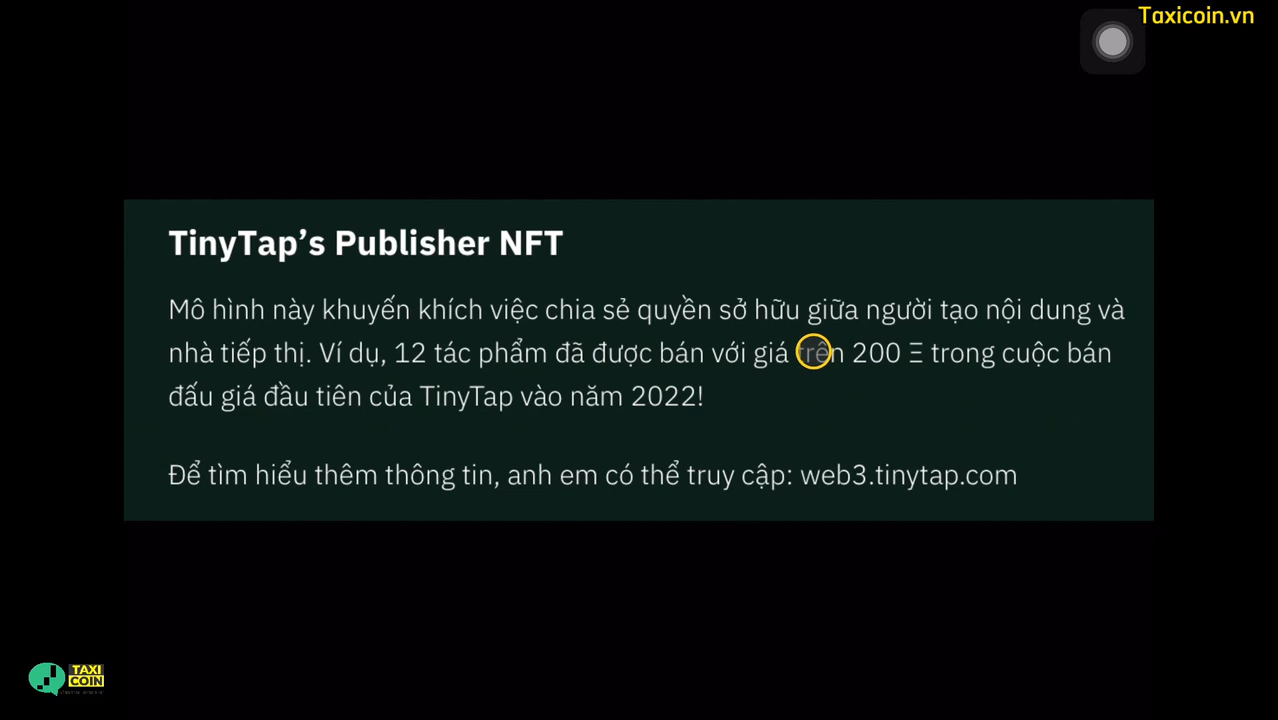 Taxicoin.vn
TinyTap’s Publisher NFT
Mô hình này khuyến khích việc chia sẻ quyền sở hữu giữa người tạo nội dung và
nhà tiếp thị. Ví dụ, 12 tác phẩm đã được bán với giá trên 200 Ξ trong cuộc bán
đấu giá đầu tiên của TinyTap vào năm 2022!
Để tìm hiểu thêm thông tin, anh em có thể truy cập: web3.tinytap.com
TAXI
COIN